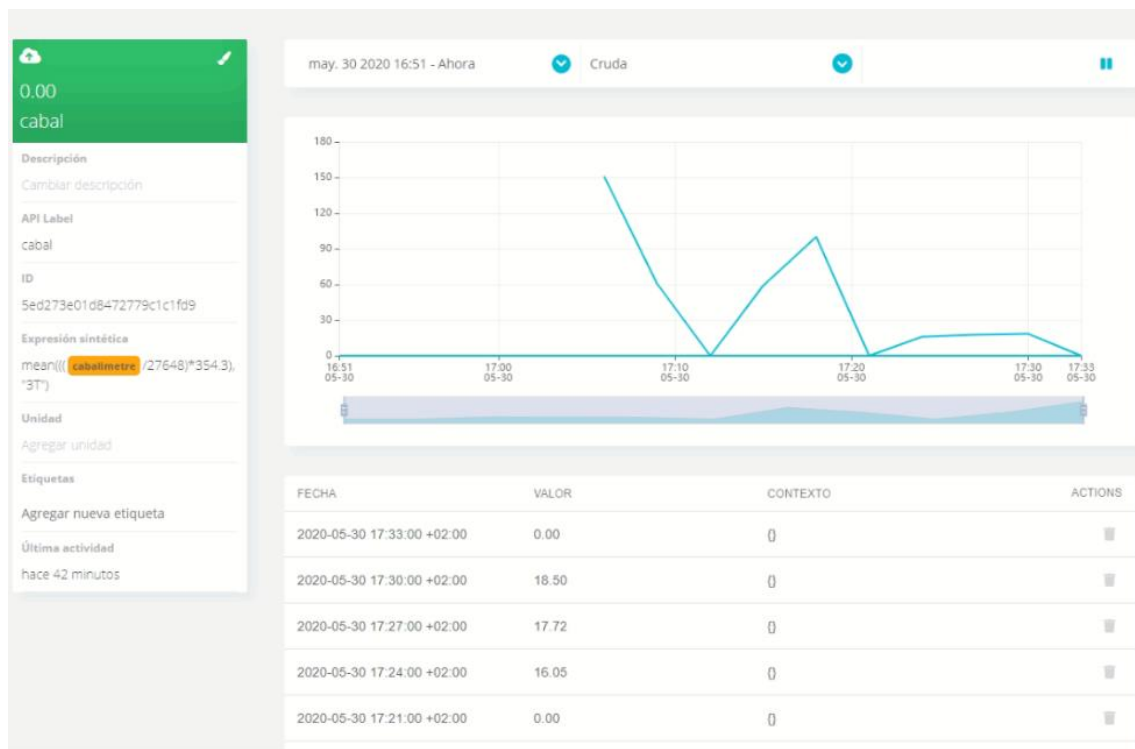 0.00
cabal
Descripción
Cambiar descripción
API Label
cabal
ID
5ed273e01d8472779c1c1fd9
Expresión sintética
mean((( cabalimetre /27648)*354.3),
"3T")
Unidad
Agregar unidad
Etiquetas
Agregar nueva etiqueta
Última actividad
hace 42 minutos
may. 30 2020 16:51 - Ahora
Cruda
180
150
120
90
60
30
0
16:51 17:00 17:10 17:20 17:30 17:33
05-30 05-30 05-30 05-30 05-30 05-30
FECHA VALOR CONTEXTO ACTIONS
2020-05-30 17:33:00 +02:00 0.00 {}
2020-05-30 17:30:00 +02:00 18.50 {}
2020-05-30 17:27:00 +02:00 17.72 {}
2020-05-30 17:24:00 +02:00 16.05 {}
2020-05-30 17:21:00 +02:00 0.00 {}